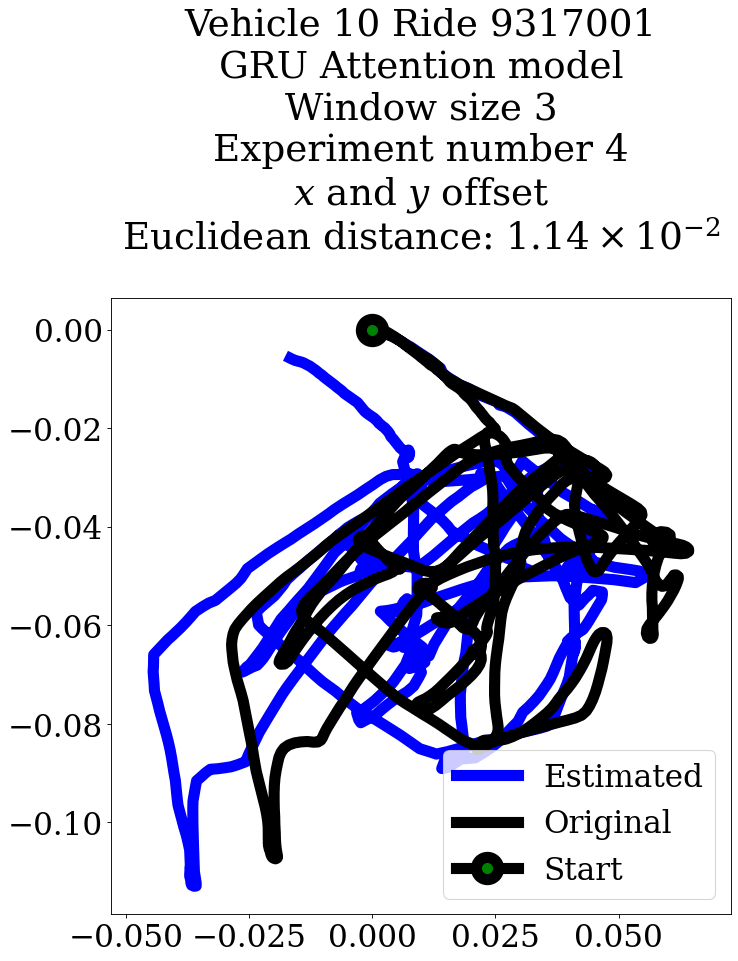 Vehicle 10 Ride 9317001
GRU Attention model
Window size 3
Experiment number 4
x and y offset
Euclidean distance: 1.14 × 10⁻²
0.00
−0.02
−0.04
−0.06
−0.08
−0.10
−0.050 −0.025 0.000 0.025 0.050
Estimated
Original
Start